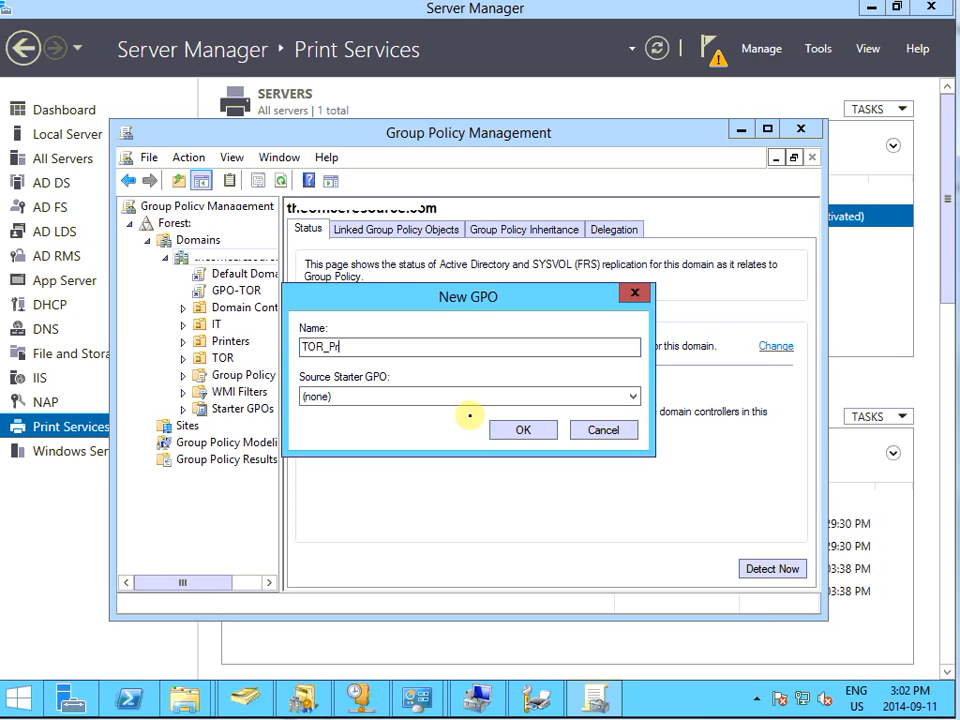 Server Manager
Server Manager
Print Services
Manage
Tools
View
Help
Dashboard
Local Server
All Servers
AD DS
AD FS
AD LDS
AD RMS
App Server
DHCP
DNS
File and Stora
IIS
NAP
Print Services
Windows Ser
SERVERS
All servers | 1 total
TASKS
Group Policy Management
File
Action
View
Window
Help
Group Policy Management
Forest:
Domains
Default Doma
GPO-TOR
Domain Cont
IT
Printers
TOR
Group Policy
WMI Filters
Starter GPOs
Sites
Group Policy Modeli
Group Policy Results
Status
Linked Group Policy Objects
Group Policy Inheritance
Delegation
This page shows the status of Active Directory and SYSVOL (FRS) replication for this domain as it relates to
Group Policy.
or this domain.
Change
domain controllers in this
Detect Now
New GPO
Name:
TOR_Pr
Source Starter GPO:
(none)
OK
Cancel
tivated)
TASKS
29:30 PM
29:30 PM
03:38 PM
03:38 PM
ENG
US
3:02 PM
2014-09-11